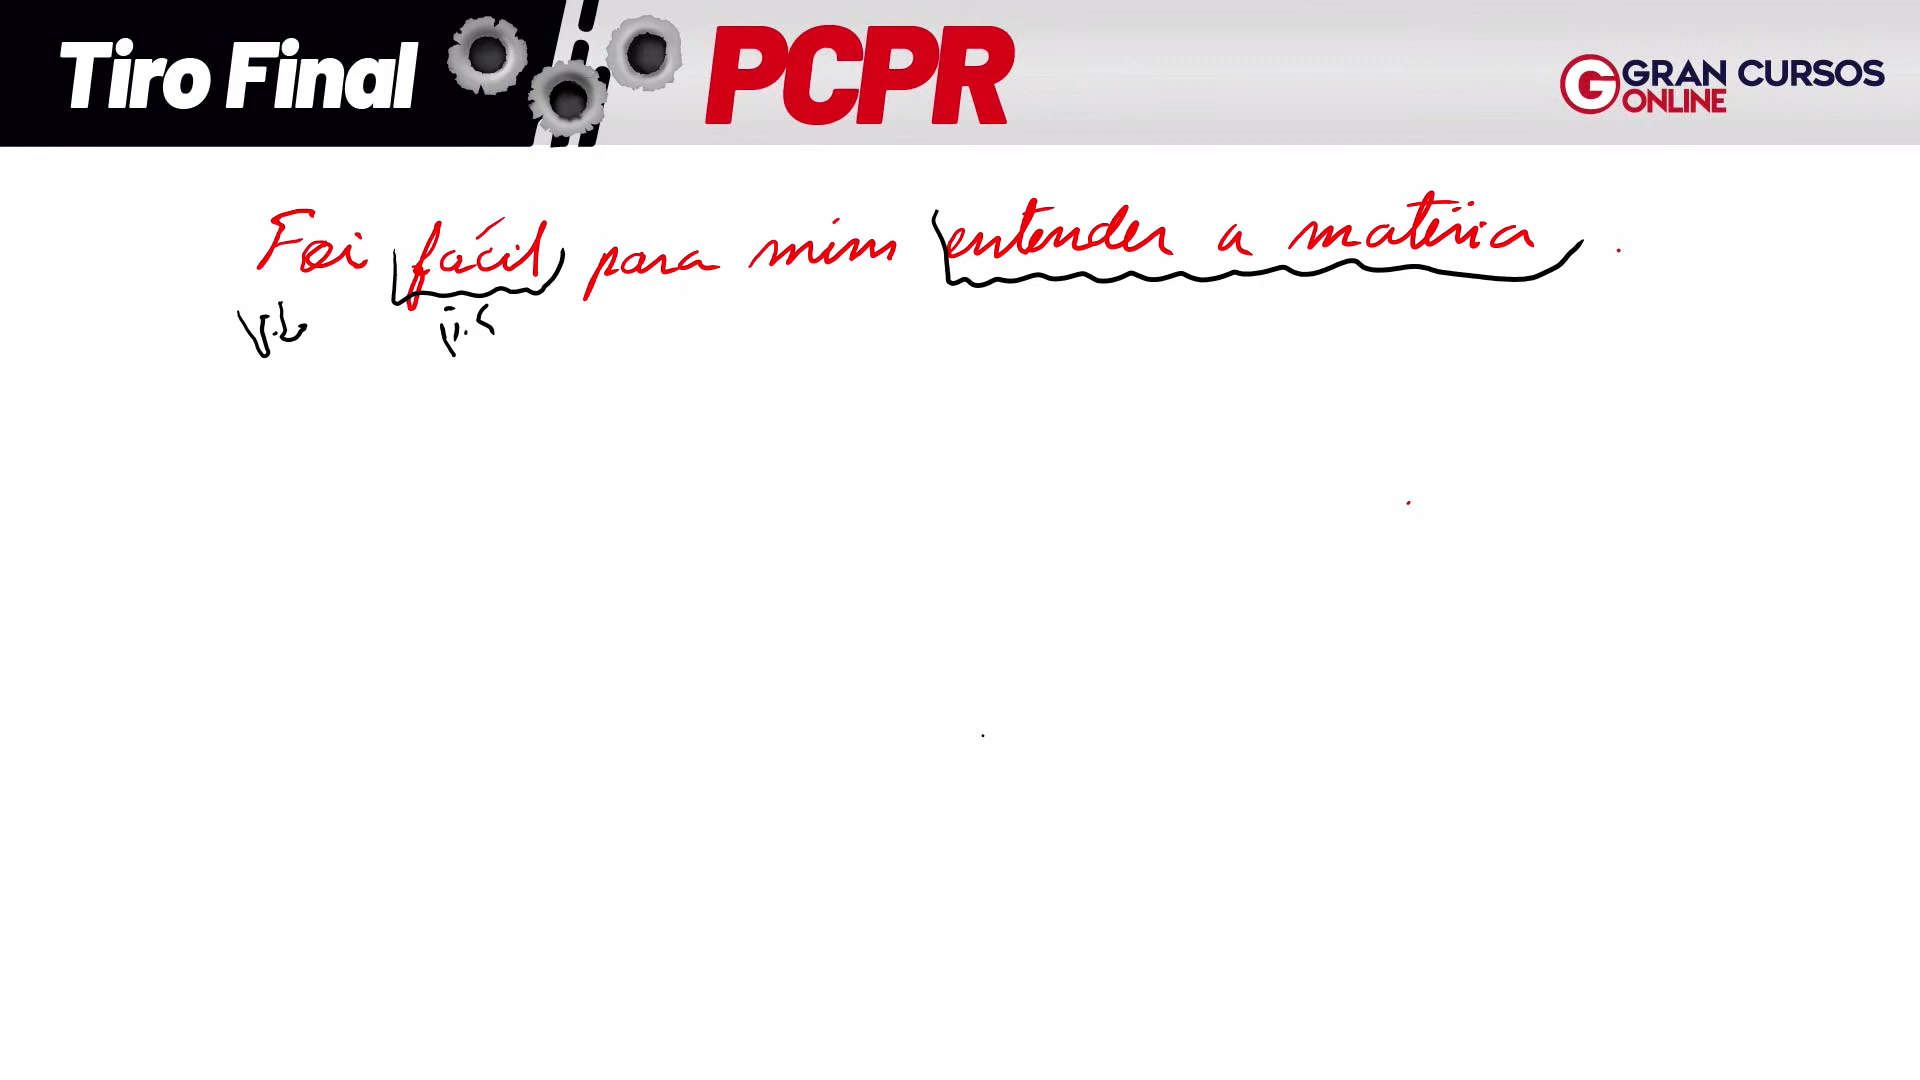 Tiro Final PCPR
GRAN CURSOS
ONLINE
Foi fácil para mim entender a matéria .
V.L P.S